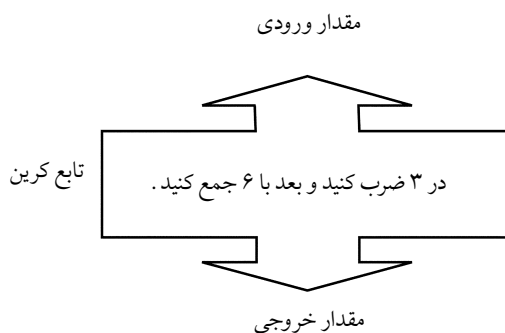 مقدار ورودی
تابع کرین
در ۳ ضرب کنید و بعد با ۶ جمع کنید .
مقدار خروجی